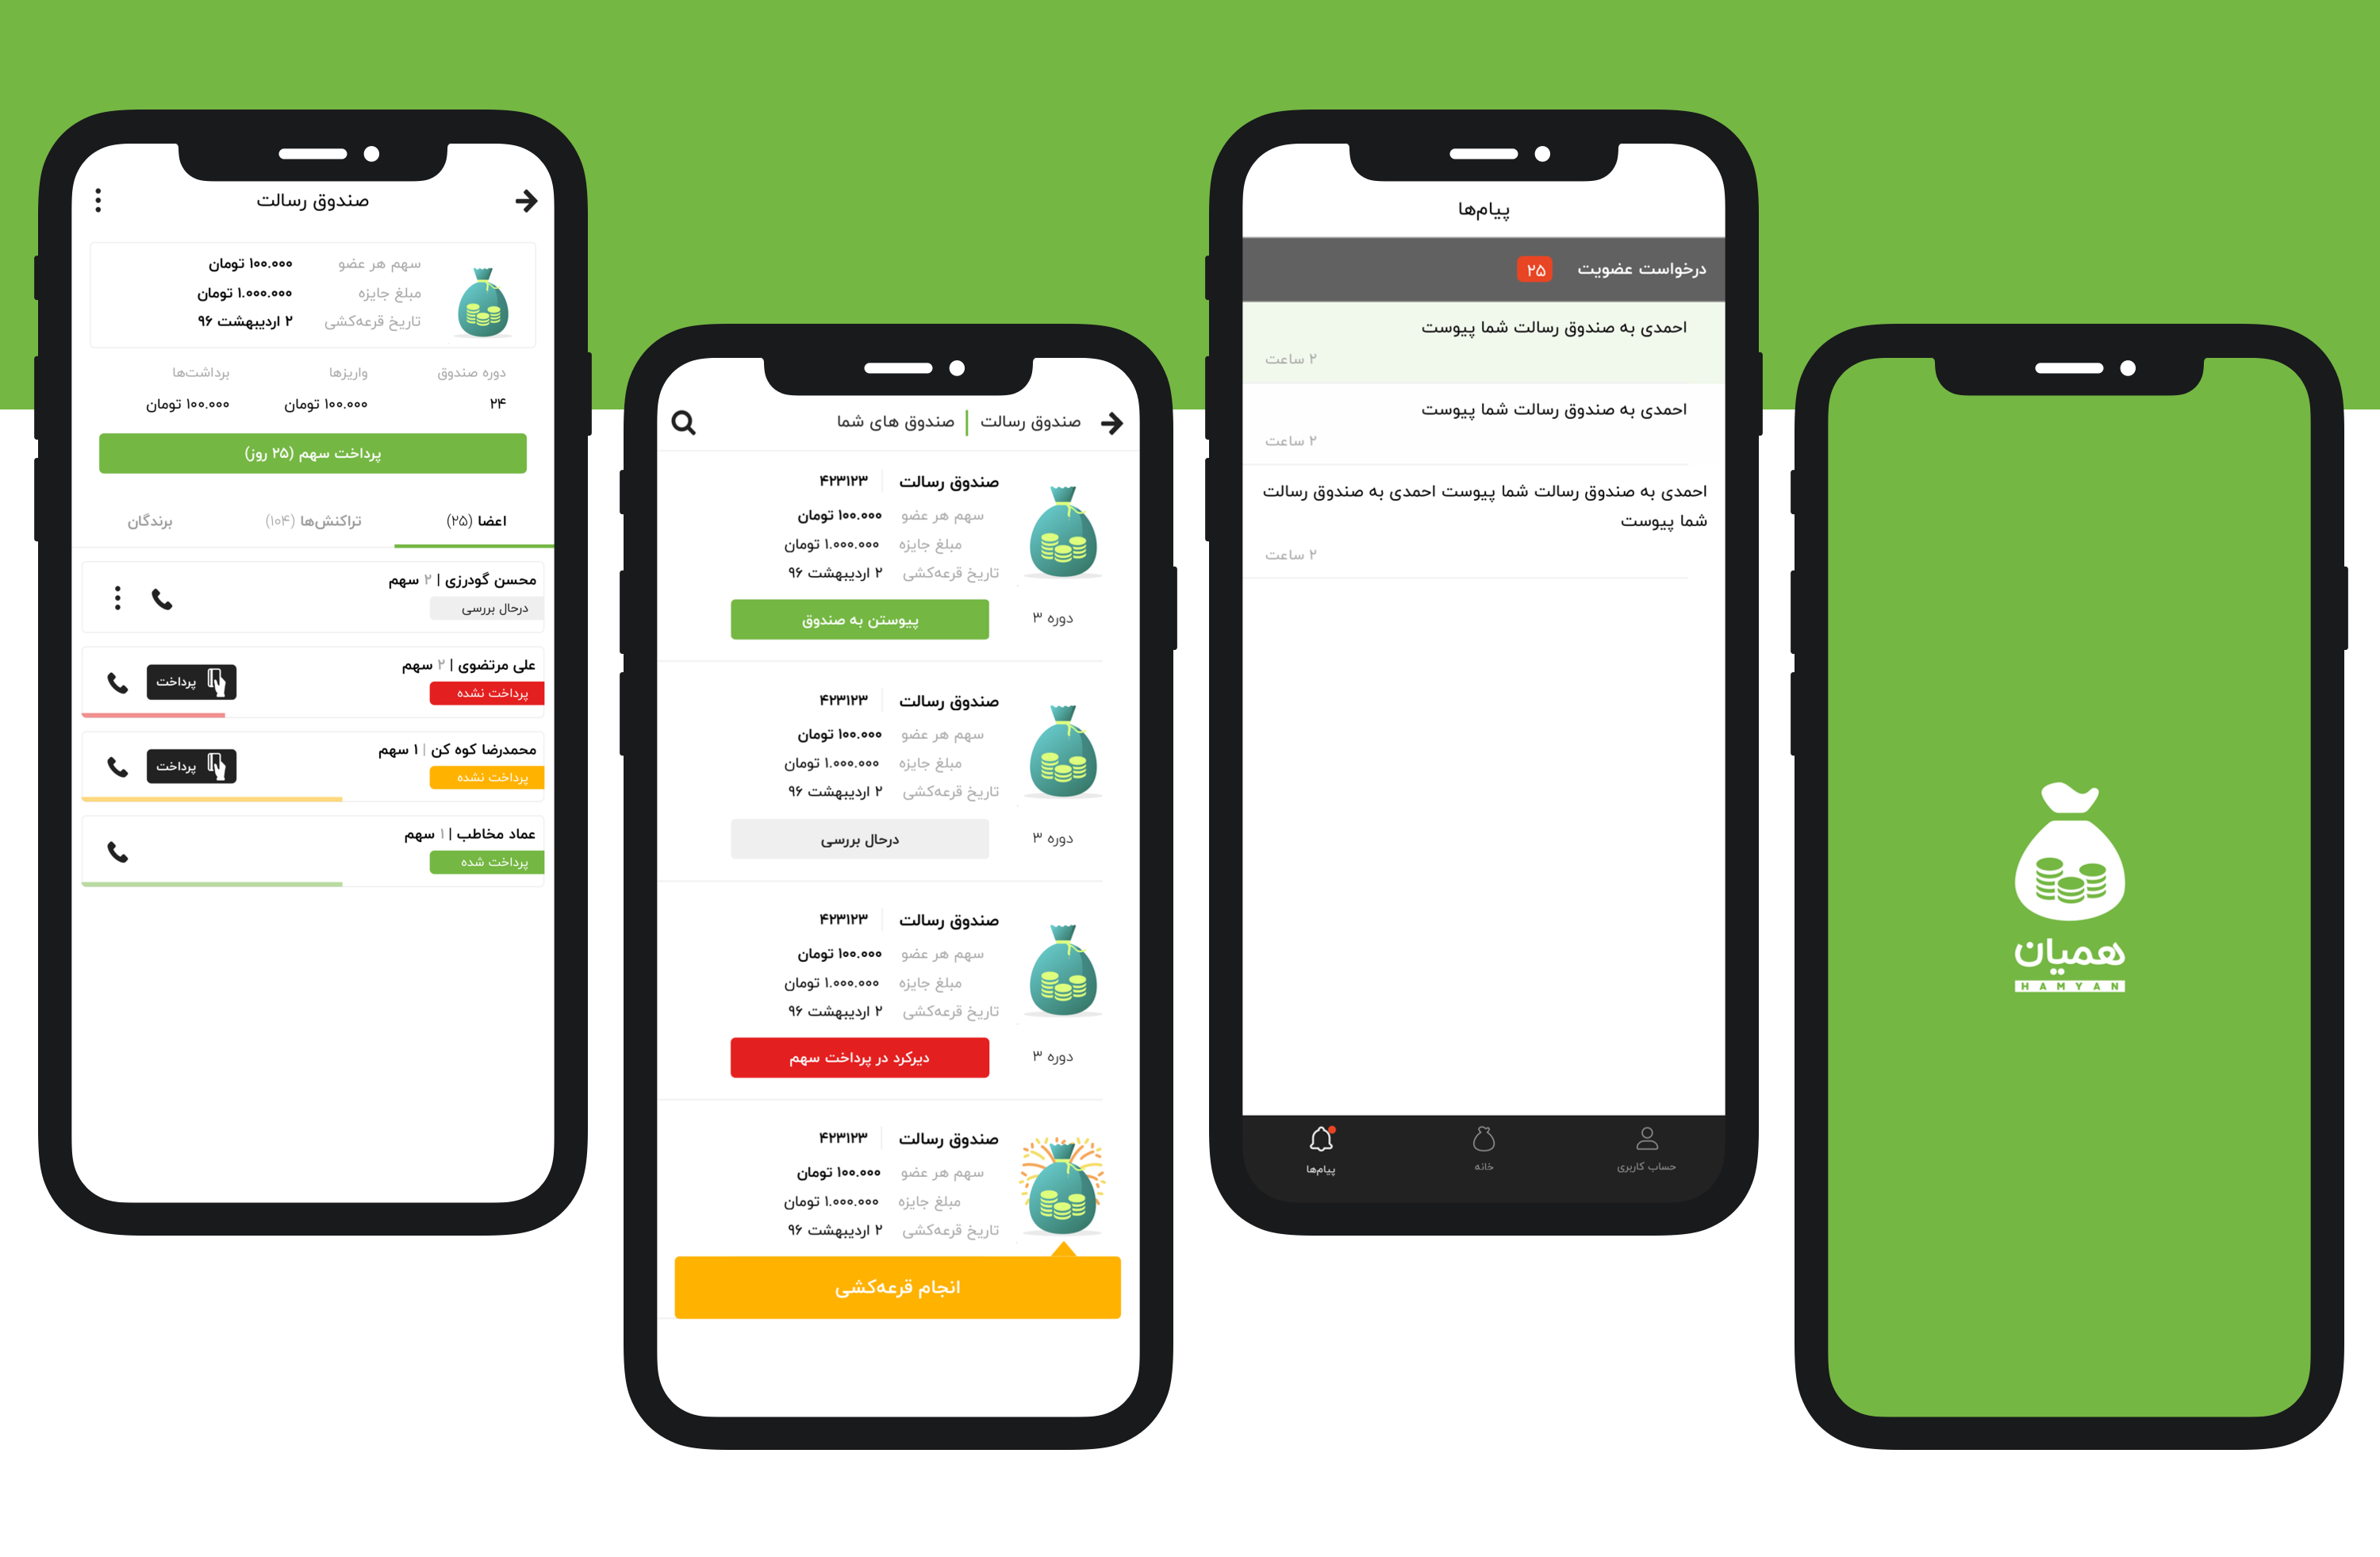 صندوق رسالت
سهم هر عضو ۱۰۰.۰۰۰ تومان
مبلغ جایزه ۱.۰۰۰.۰۰۰ تومان
تاریخ قرعه‌کشی ۲ اردیبهشت ۹۶
دوره صندوق واریزها برداشت‌ها
۲۴ ۱۰۰.۰۰۰ تومان ۱۰۰.۰۰۰ تومان
پرداخت سهم (۲۵ روز)
اعضا (۲۵) تراکنش‌ها (۱۰۴) برندگان
محسن گودرزی | ۲ سهم
درحال بررسی
علی مرتضوی | ۲ سهم
پرداخت نشده
پرداخت
محمدرضا کوه کن | ۱ سهم
پرداخت نشده
پرداخت
عماد مخاطب | ۱ سهم
پرداخت شده
صندوق رسالت | صندوق های شما
صندوق رسالت ۴۲۳۱۲۳
سهم هر عضو ۱۰۰.۰۰۰ تومان
مبلغ جایزه ۱.۰۰۰.۰۰۰ تومان
تاریخ قرعه‌کشی ۲ اردیبهشت ۹۶
دوره ۳ پیوستن به صندوق
صندوق رسالت ۴۲۳۱۲۳
سهم هر عضو ۱۰۰.۰۰۰ تومان
مبلغ جایزه ۱.۰۰۰.۰۰۰ تومان
تاریخ قرعه‌کشی ۲ اردیبهشت ۹۶
دوره ۳ درحال بررسی
صندوق رسالت ۴۲۳۱۲۳
سهم هر عضو ۱۰۰.۰۰۰ تومان
مبلغ جایزه ۱.۰۰۰.۰۰۰ تومان
تاریخ قرعه‌کشی ۲ اردیبهشت ۹۶
دوره ۳ دیرکرد در پرداخت سهم
صندوق رسالت ۴۲۳۱۲۳
سهم هر عضو ۱۰۰.۰۰۰ تومان
مبلغ جایزه ۱.۰۰۰.۰۰۰ تومان
تاریخ قرعه‌کشی ۲ اردیبهشت ۹۶
انجام قرعه‌کشی
پیام‌ها
درخواست عضویت ۲۵
احمدی به صندوق رسالت شما پیوست
۲ ساعت
احمدی به صندوق رسالت شما پیوست
۲ ساعت
احمدی به صندوق رسالت شما پیوست احمدی به صندوق رسالت
شما پیوست
۲ ساعت
حساب کاربری خانه پیام‌ها
همیان
HAMYAN